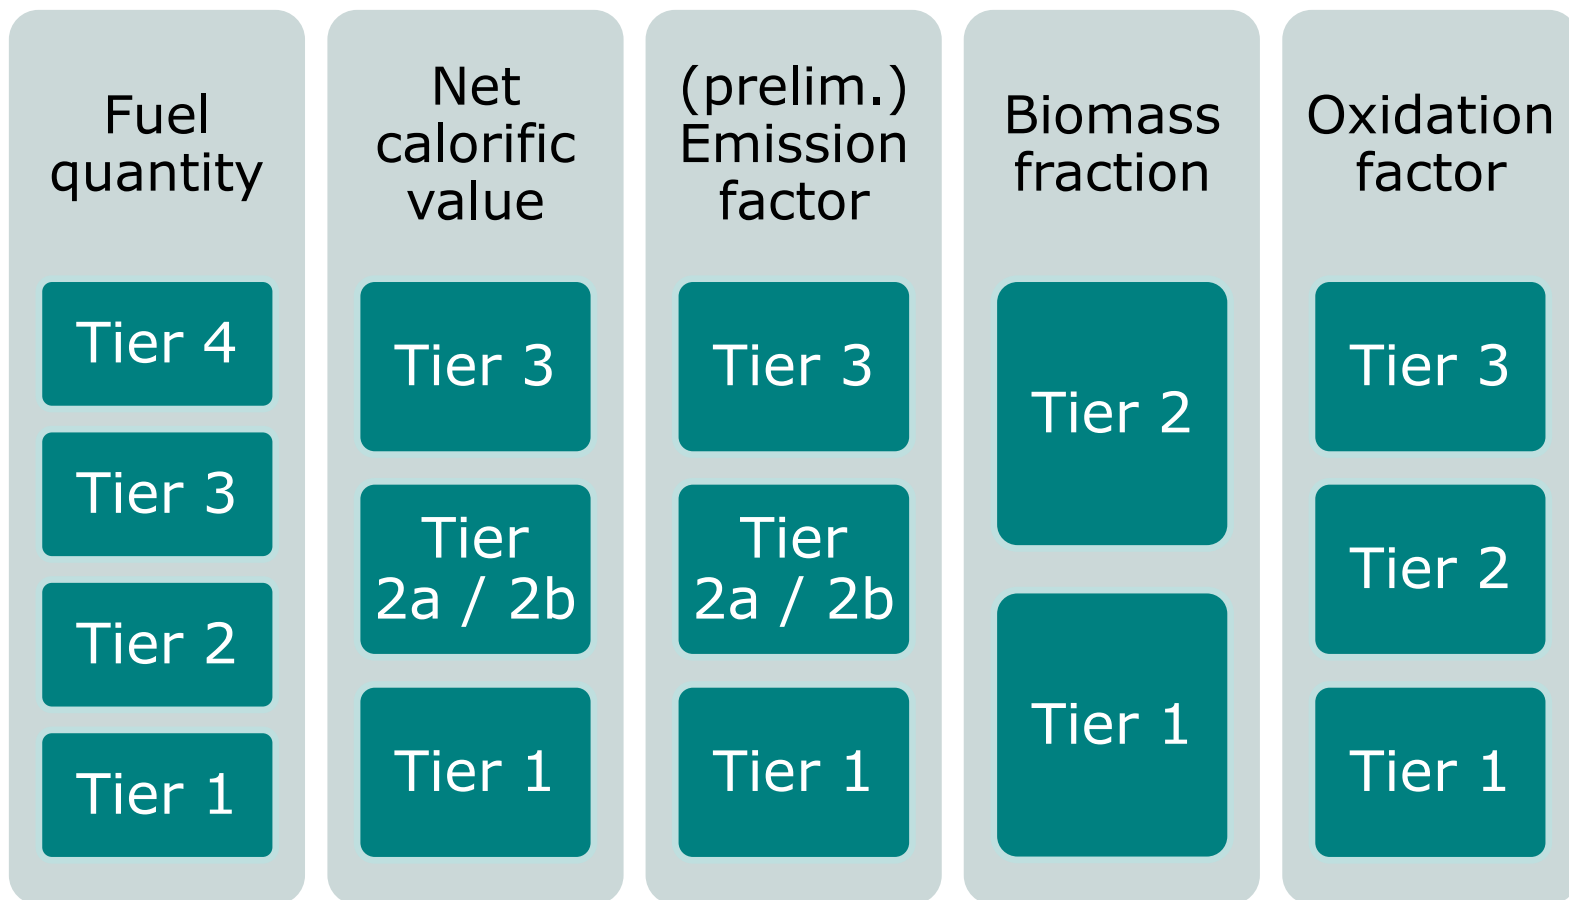 Fuel
quantity
Tier 4
Tier 3
Tier 2
Tier 1
Net
calorific
value
Tier 3
Tier
2a / 2b
Tier 1
(prelim.)
Emission
factor
Tier 3
Tier
2a / 2b
Tier 1
Biomass
fraction
Tier 2
Tier 1
Oxidation
factor
Tier 3
Tier 2
Tier 1